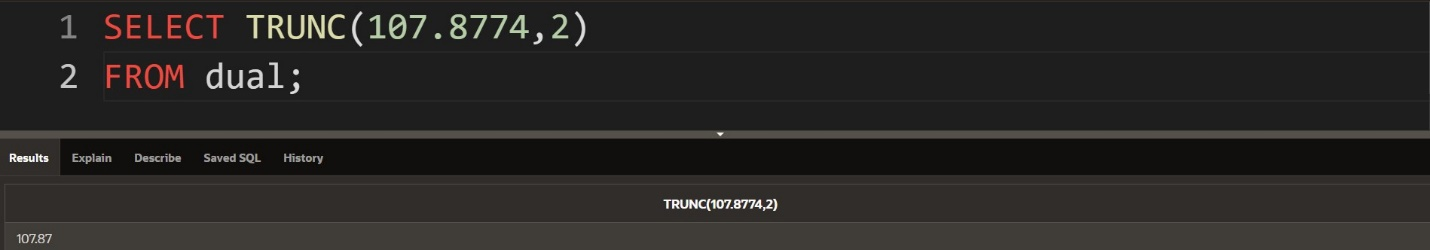 1 SELECT TRUNC(107.8774,2)
2 FROM dual;
Results Explain Describe Saved SQL History
TRUNC(107.8774,2)
107.87